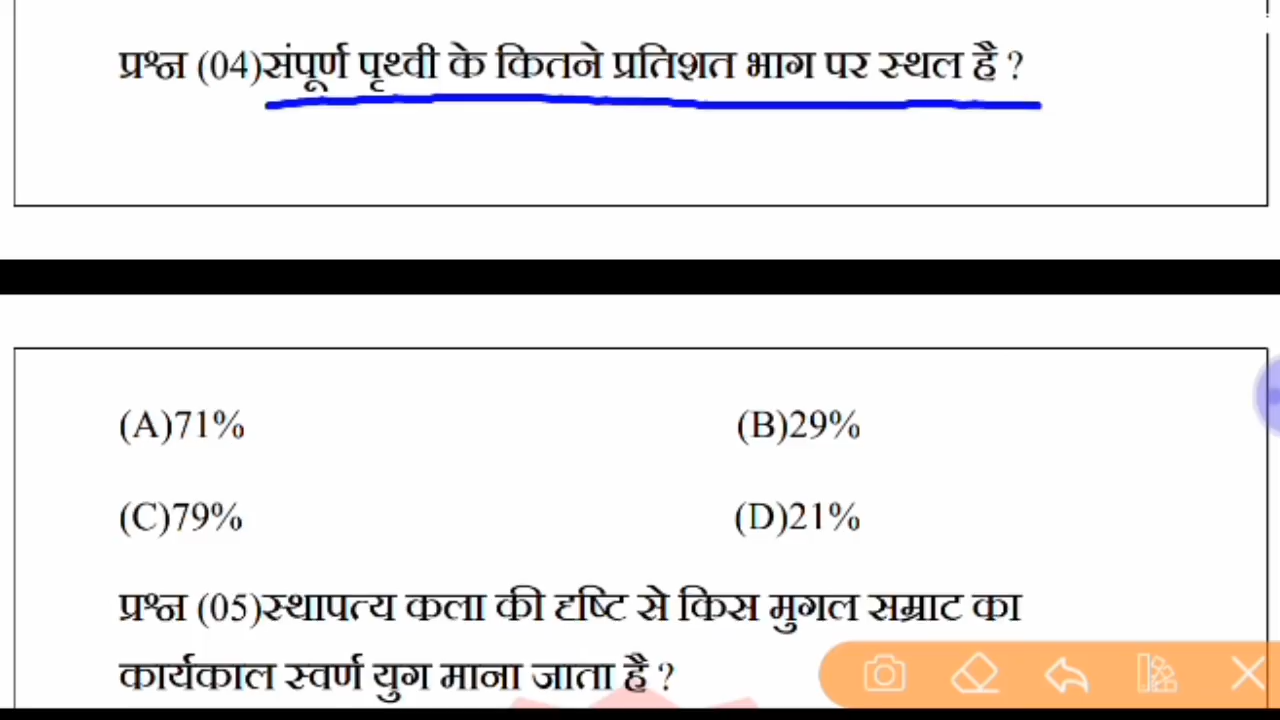 प्रश्न (04)संपूर्ण पृथ्वी के कितने प्रतिशत भाग पर स्थल है ?
(A)71% (B)29%
(C)79% (D)21%
प्रश्न (05)स्थापत्य कला की दृष्टि से किस मुगल सम्राट का
कार्यकाल स्वर्ण युग माना जाता है ?